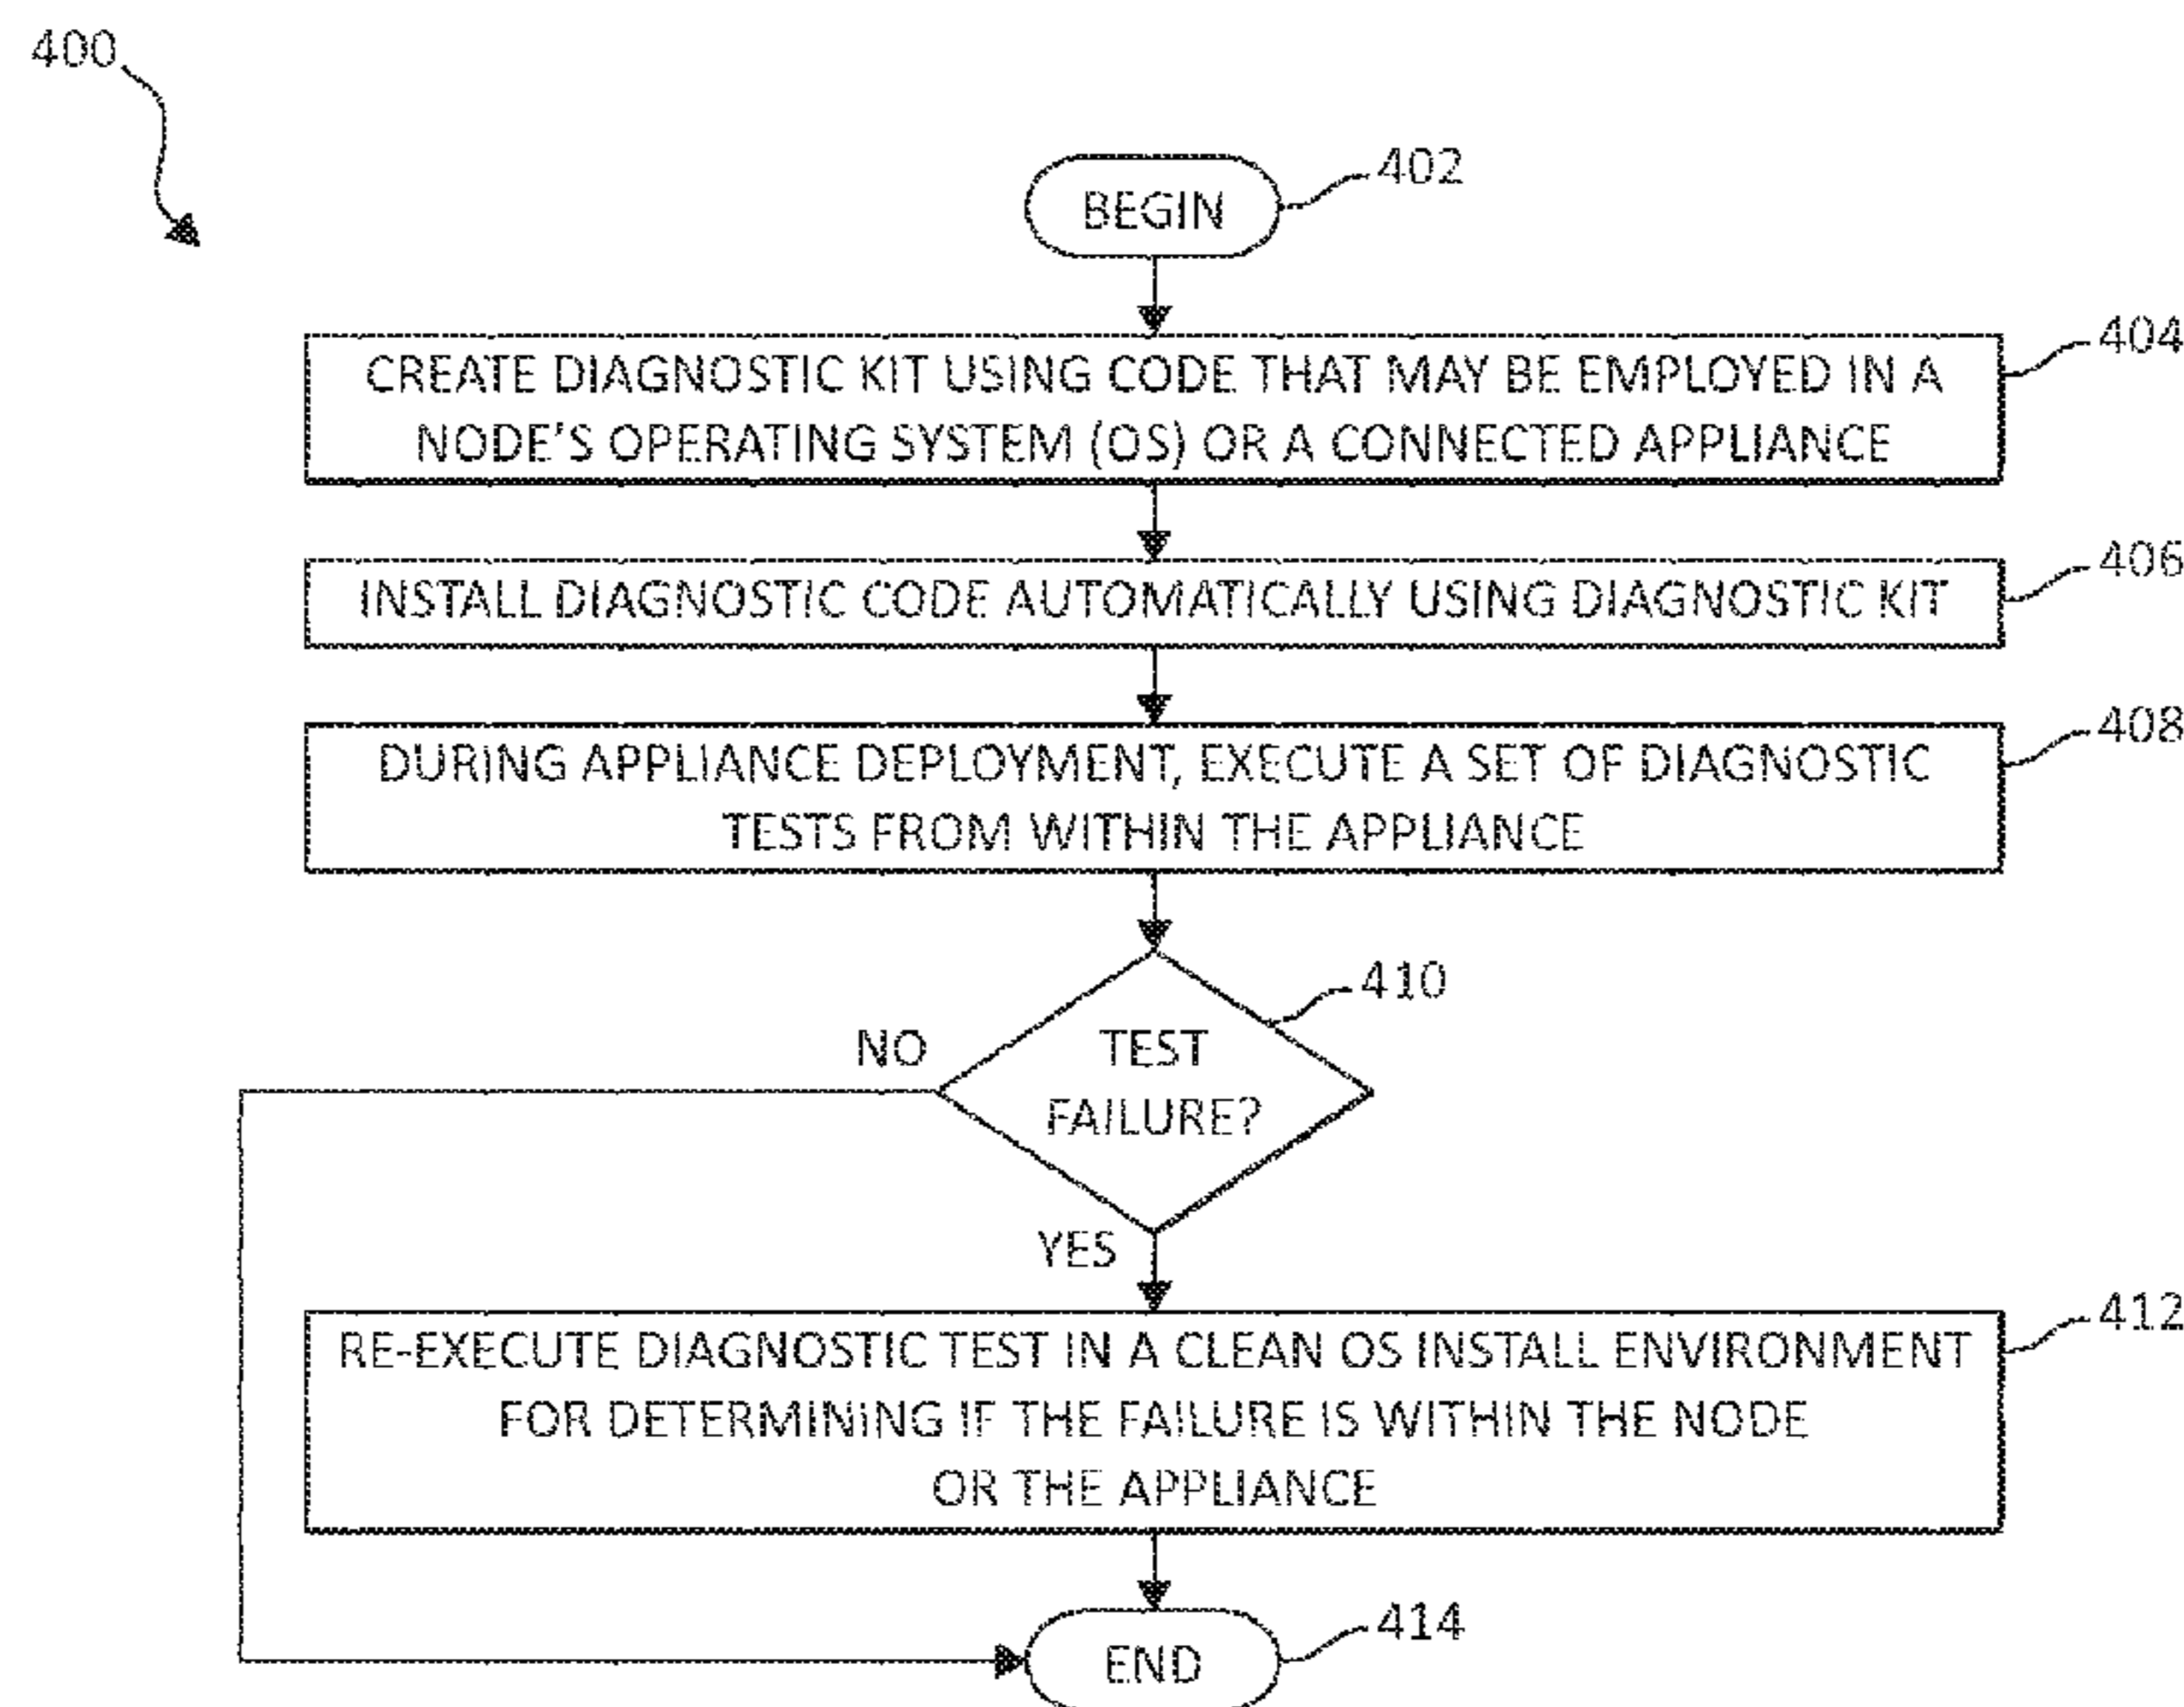 400
BEGIN
402
CREATE DIAGNOSTIC KIT USING CODE THAT MAY BE EMPLOYED IN A
NODE'S OPERATING SYSTEM (OS) OR A CONNECTED APPLIANCE
404
INSTALL DIAGNOSTIC CODE AUTOMATICALLY USING DIAGNOSTIC KIT
406
DURING APPLIANCE DEPLOYMENT, EXECUTE A SET OF DIAGNOSTIC
TESTS FROM WITHIN THE APPLIANCE
408
TEST
FAILURE?
410
NO
YES
RE-EXECUTE DIAGNOSTIC TEST IN A CLEAN OS INSTALL ENVIRONMENT
FOR DETERMINING IF THE FAILURE IS WITHIN THE NODE
OR THE APPLIANCE
412
END
414